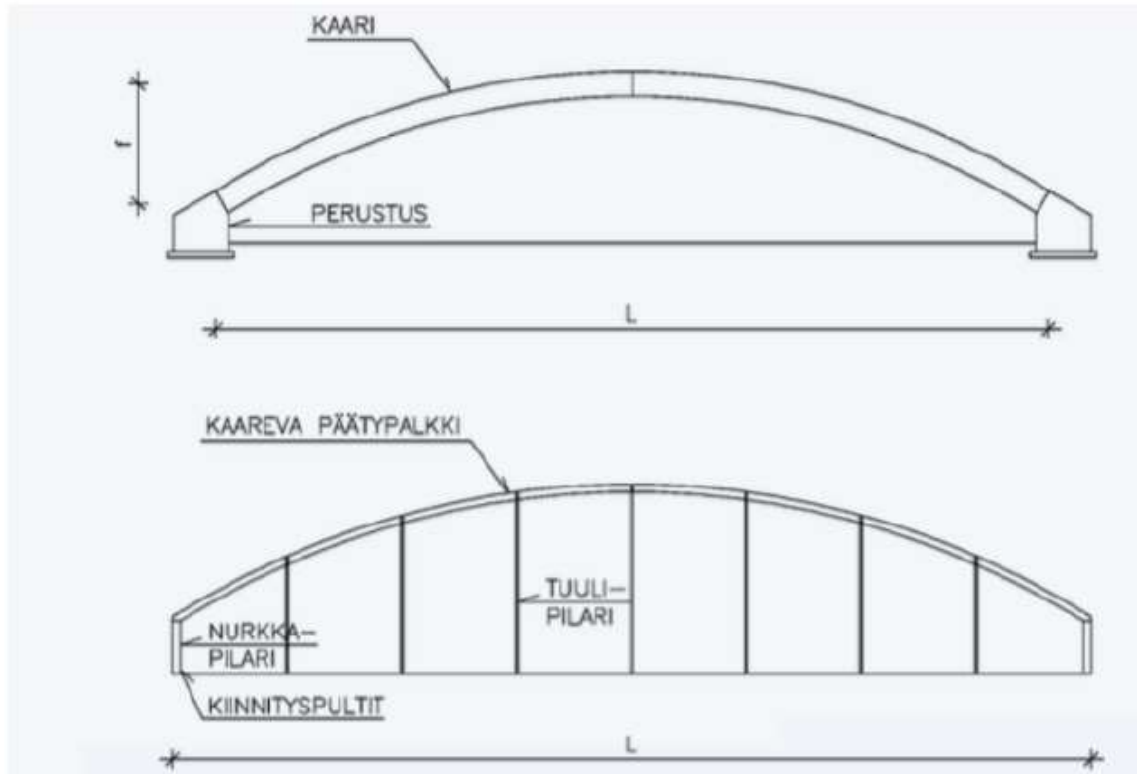 KAARI
f
PERUSTUS
L
KAAREVA PÄÄTYPALKKI
TUULI-
PILARI
NURKKA-
PILARI
KIINNITYSPULTIT
L